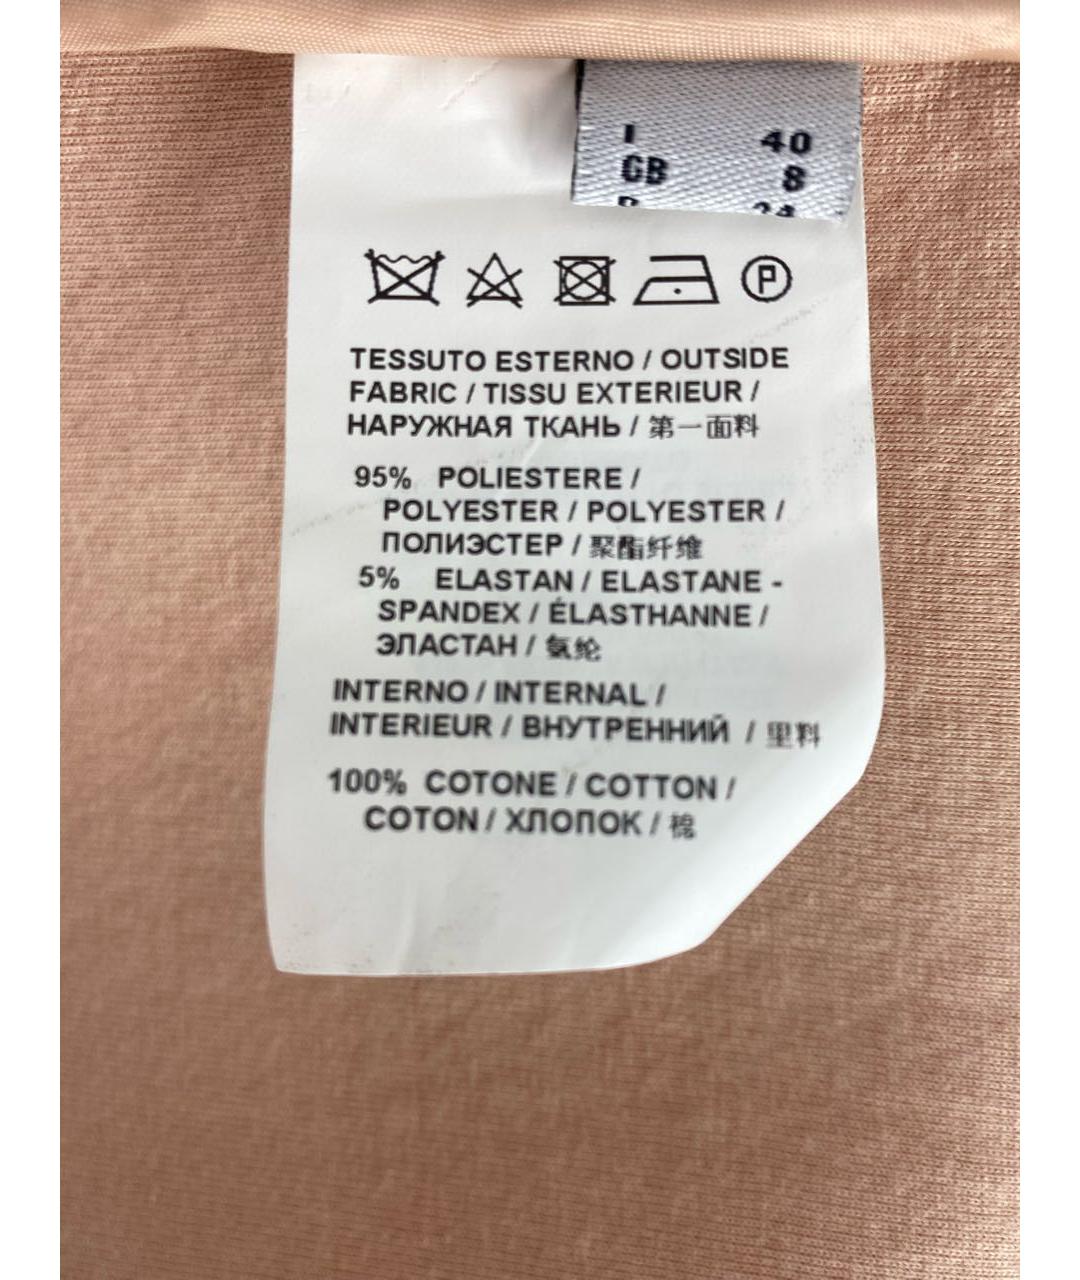 I 40
GB 8
P
TESSUTO ESTERNO / OUTSIDE
FABRIC / TISSU EXTERIEUR /
НАРУЖНАЯ ТКАНЬ / 第一面料
95% POLIESTERE /
POLYESTER / POLYESTER /
ПОЛИЭСТЕР / 聚酯纤维
5% ELASTAN / ELASTANE -
SPANDEX / ÉLASTHANNE /
ЭЛАСТАН / 氨纶
INTERNO / INTERNAL /
INTERIEUR / ВНУТРЕННИЙ / 里料
100% COTONE / COTTON /
COTON / ХЛОПОК / 棉